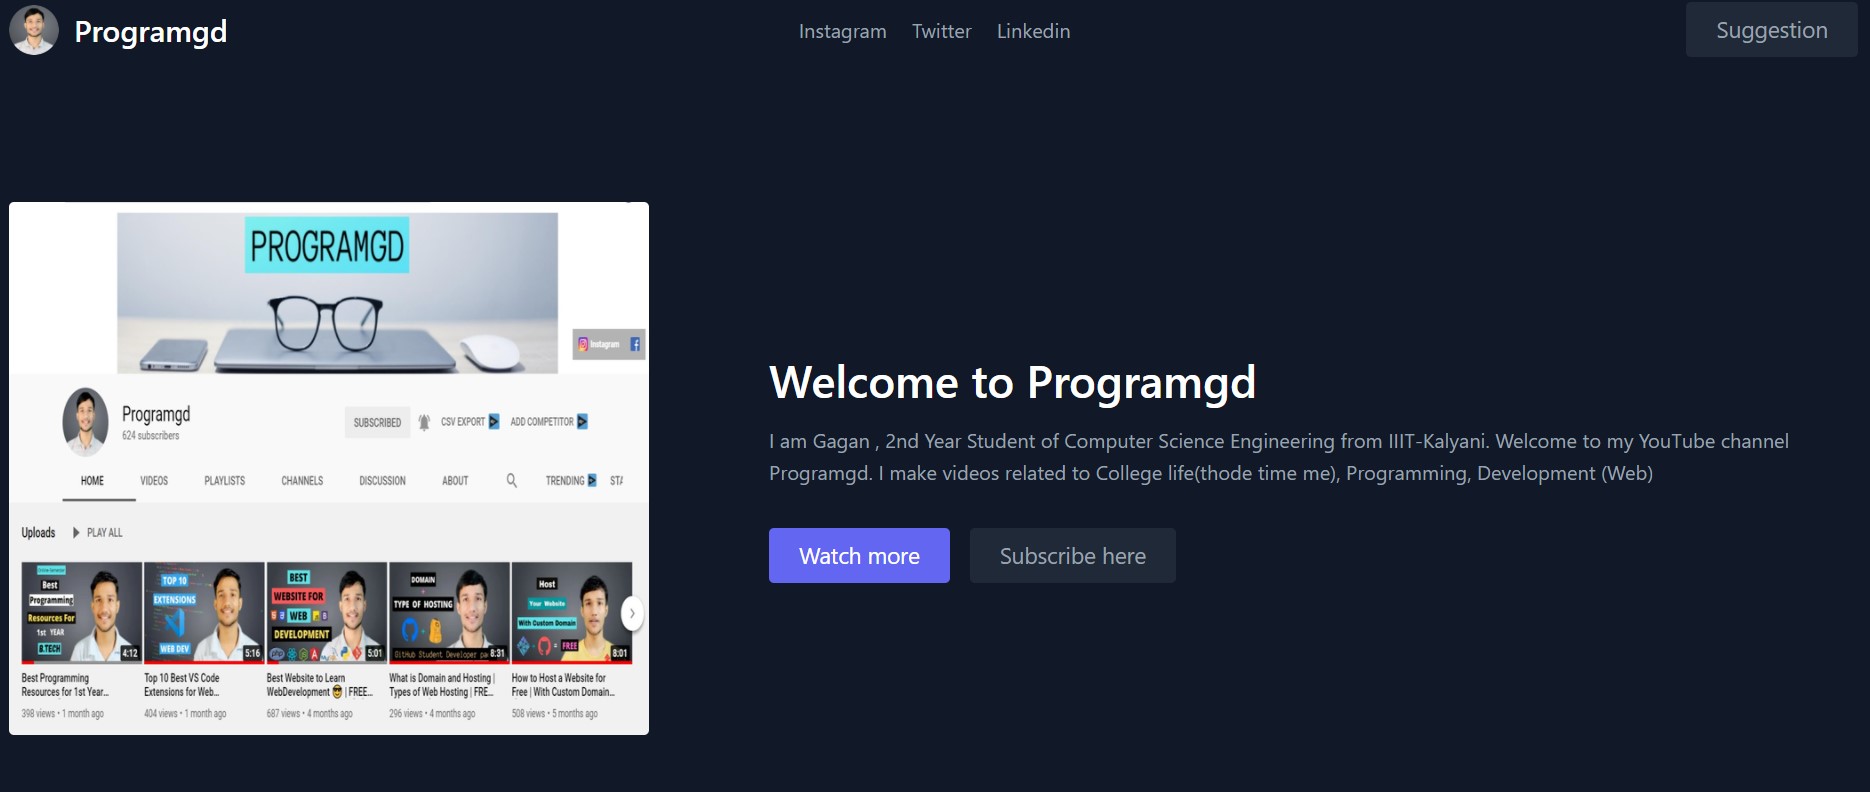 Programgd
Instagram Twitter Linkedin
Suggestion
PROGRAMGD
Instagram
Programgd
624 subscribers
SUBSCRIBED
CSV EXPORT
ADD COMPETITOR
HOME VIDEOS PLAYLISTS CHANNELS DISCUSSION ABOUT TRENDING
Uploads PLAY ALL
Best
Programming
Resources For
1st YEAR
B.TECH
4:12
TOP 10
EXTENSIONS
WEB DEV
5:16
BEST
WEBSITE FOR
WEB
DEVELOPMENT
5:01
DOMAIN
+
TYPE OF HOSTING
GitHub Student Developer
8:31
Host
Your Website
With Custom Domain
= FREE
8:01
Best Programming
Resources for 1st Year...
398 views • 1 month ago
Top 10 Best VS Code
Extensions for Web...
404 views • 1 month ago
Best Website to Learn
WebDevelopment 😎 | FREE...
687 views • 4 months ago
What is Domain and Hosting |
Types of Web Hosting | FRE...
296 views • 4 months ago
How to Host a Website for
Free | With Custom Domain...
508 views • 5 months ago
Welcome to Programgd
I am Gagan , 2nd Year Student of Computer Science Engineering from IIIT-Kalyani. Welcome to my YouTube channel
Programgd. I make videos related to College life(thode time me), Programming, Development (Web)
Watch more
Subscribe here